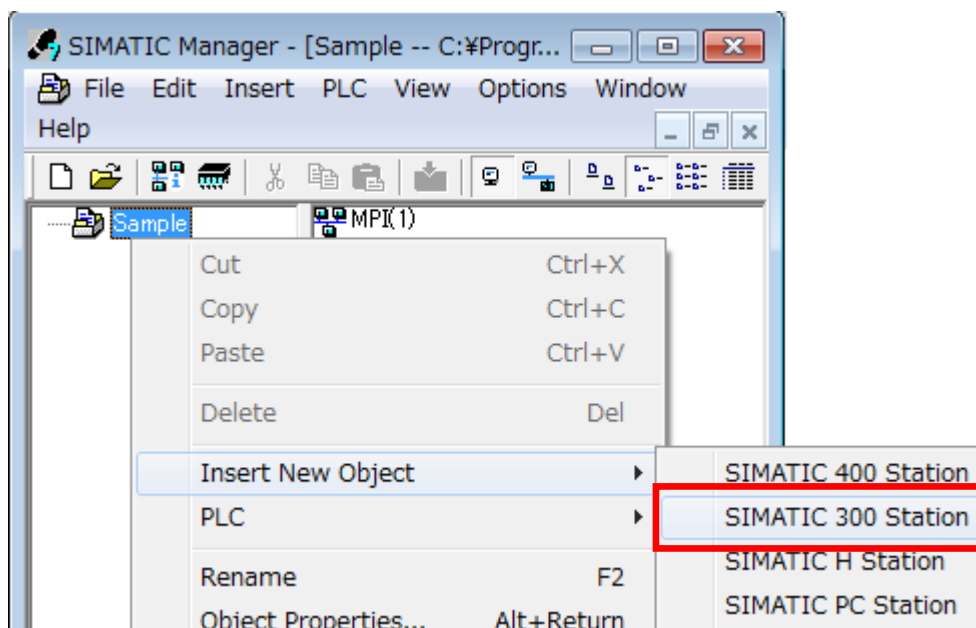 SIMATIC Manager - [Sample -- C:¥Progr...
File Edit Insert PLC View Options Window
Help
Sample
MPI(1)
Cut Ctrl+X
Copy Ctrl+C
Paste Ctrl+V
Delete Del
Insert New Object
PLC
Rename F2
Object Properties... Alt+Return
SIMATIC 400 Station
SIMATIC 300 Station
SIMATIC H Station
SIMATIC PC Station